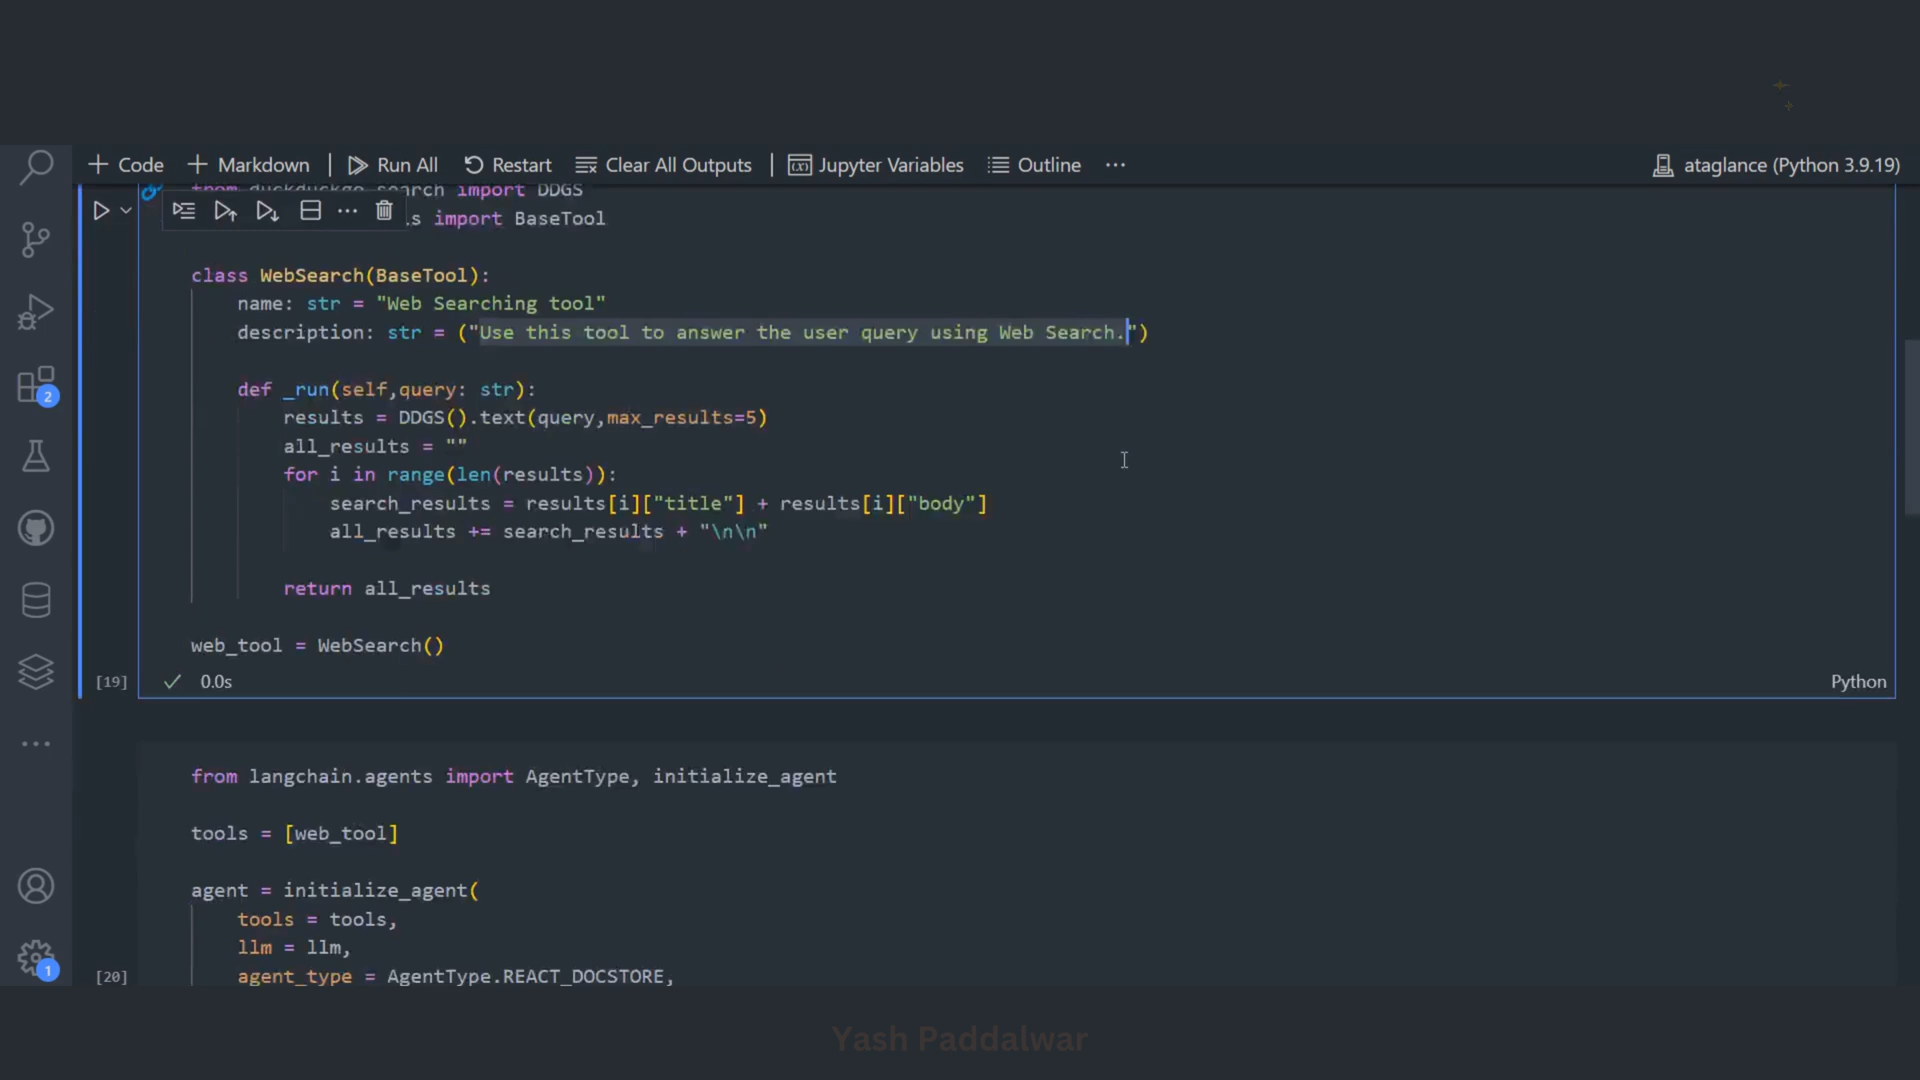 Code Markdown Run All Restart Clear All Outputs Jupyter Variables Outline ... ataglance (Python 3.9.19)
import DDGS
import BaseTool
class WebSearch(BaseTool):
name: str = "Web Searching tool"
description: str = ("Use this tool to answer the user query using Web Search.")
def _run(self,query: str):
results = DDGS().text(query,max_results=5)
all_results = ""
for i in range(len(results)):
search_results = results[i]["title"] + results[i]["body"]
all_results += search_results + "\n\n"
return all_results
web_tool = WebSearch()
[19] 0.0s Python
2
from langchain.agents import AgentType, initialize_agent
tools = [web_tool]
agent = initialize_agent(
tools = tools,
llm = llm,
[20] agent_type = AgentType.REACT_DOCSTORE,
1
Yash Paddalwar